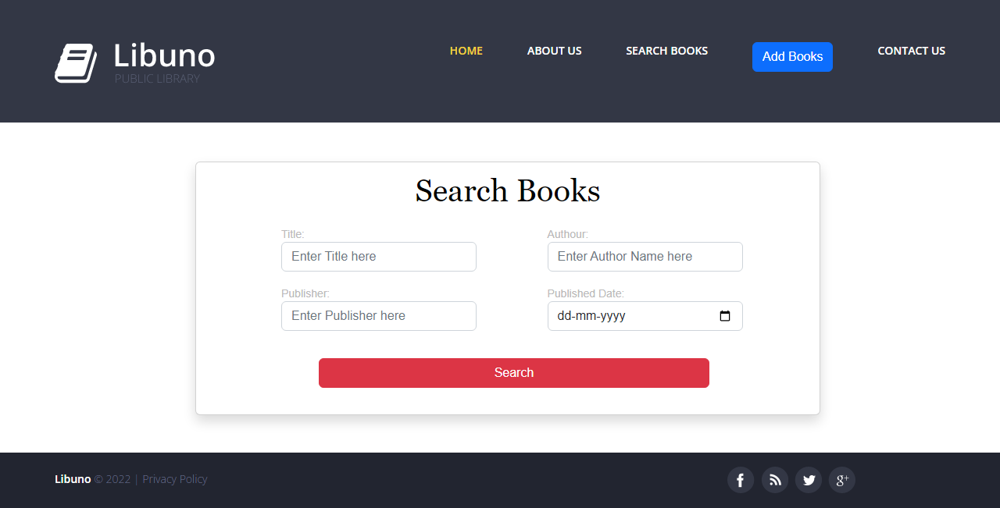 Libuno
PUBLIC LIBRARY
HOME ABOUT US SEARCH BOOKS Add Books CONTACT US
Search Books
Title: Authour:
Enter Title here Enter Author Name here
Publisher: Published Date:
Enter Publisher here dd-mm-yyyy
Search
Libuno © 2022 | Privacy Policy
f g+